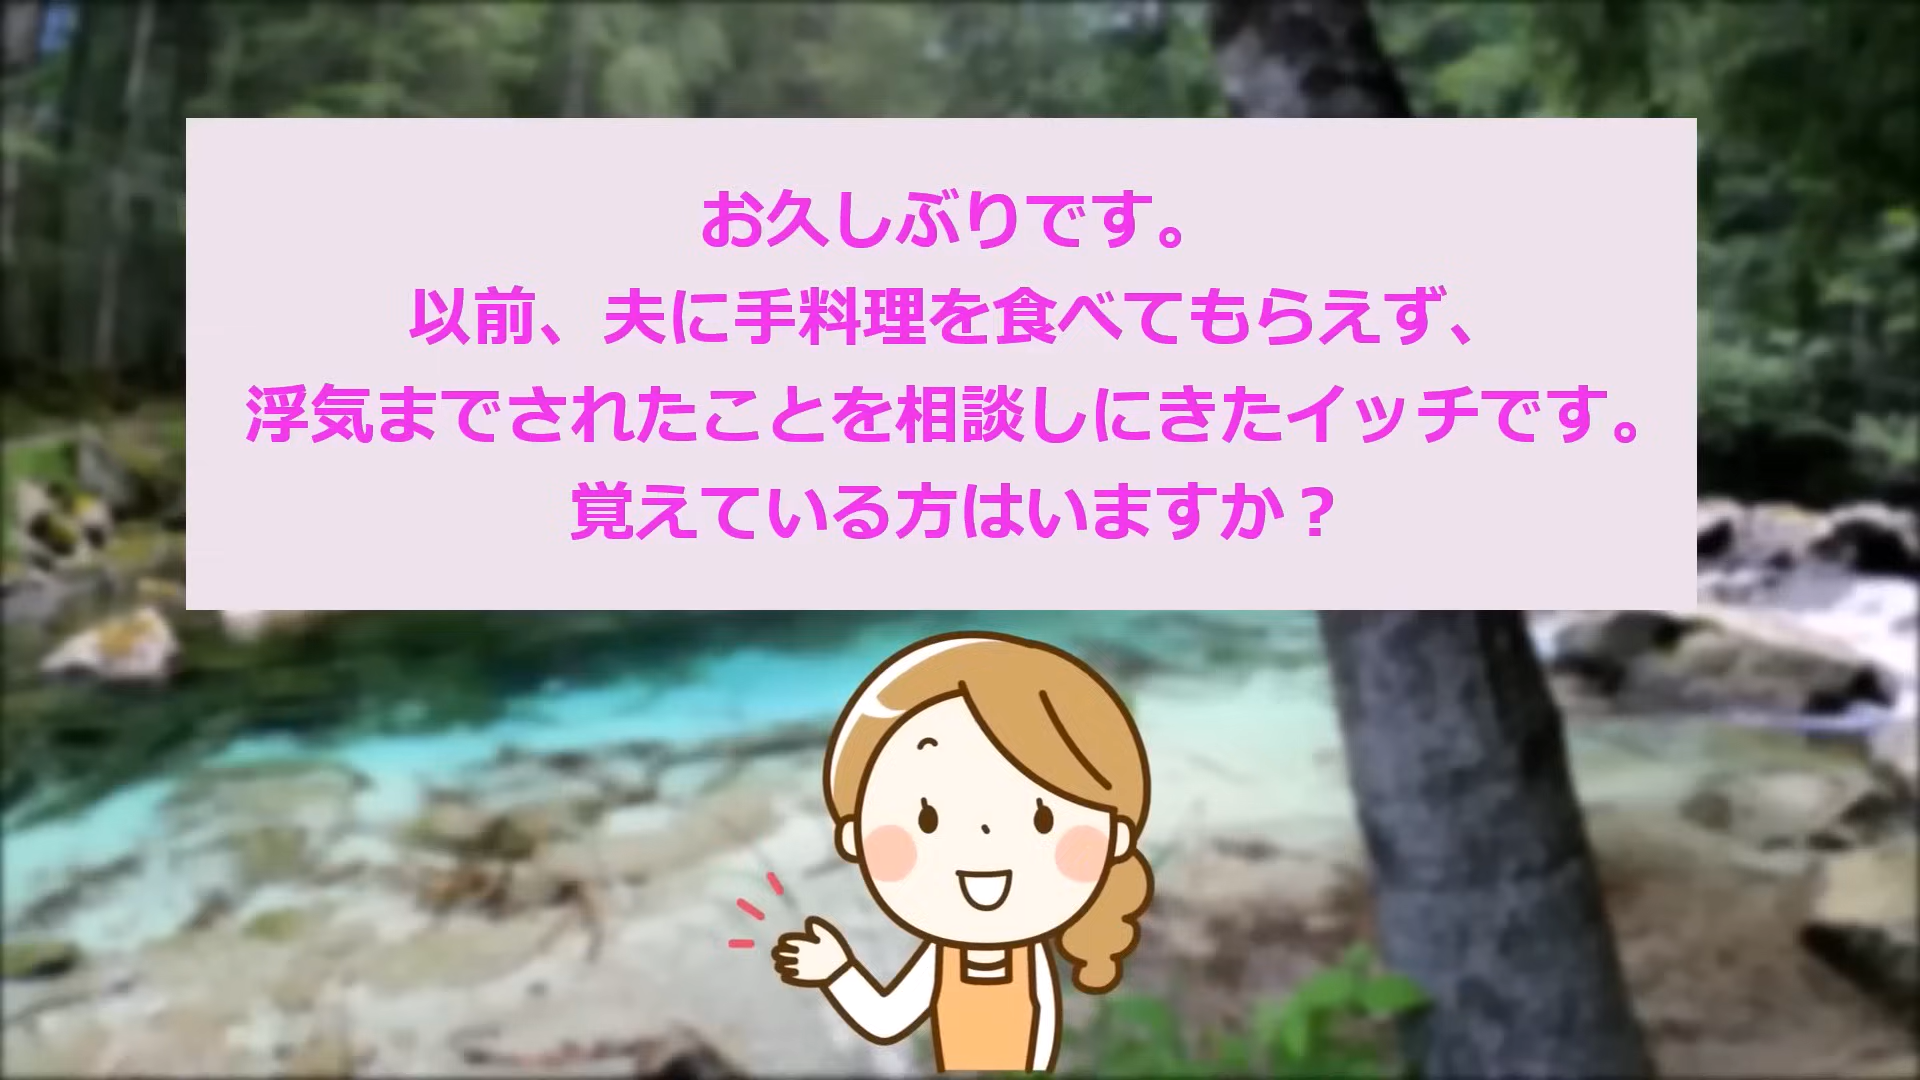 お久しぶりです。
以前、夫に手料理を食べてもらえず、
浮気までされたことを相談しにきたイッチです。
覚えている方はいますか？